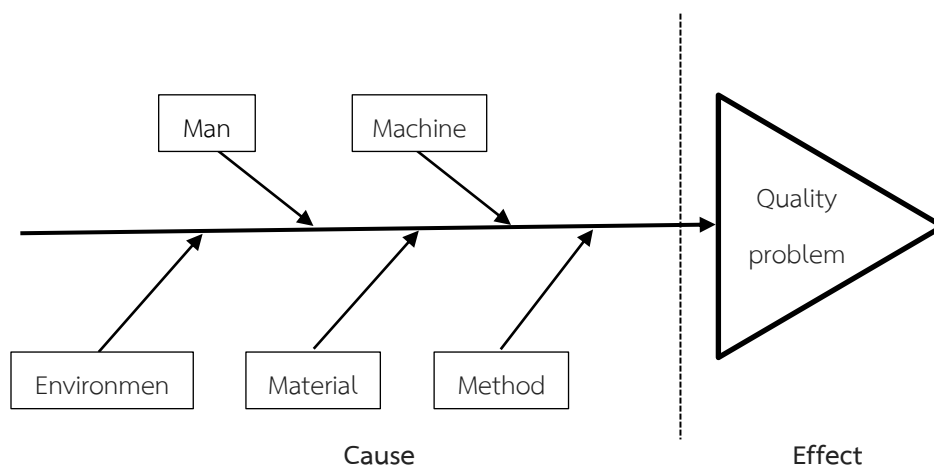 Man
Machine
Quality
problem
Environmen
Material
Method
Cause
Effect